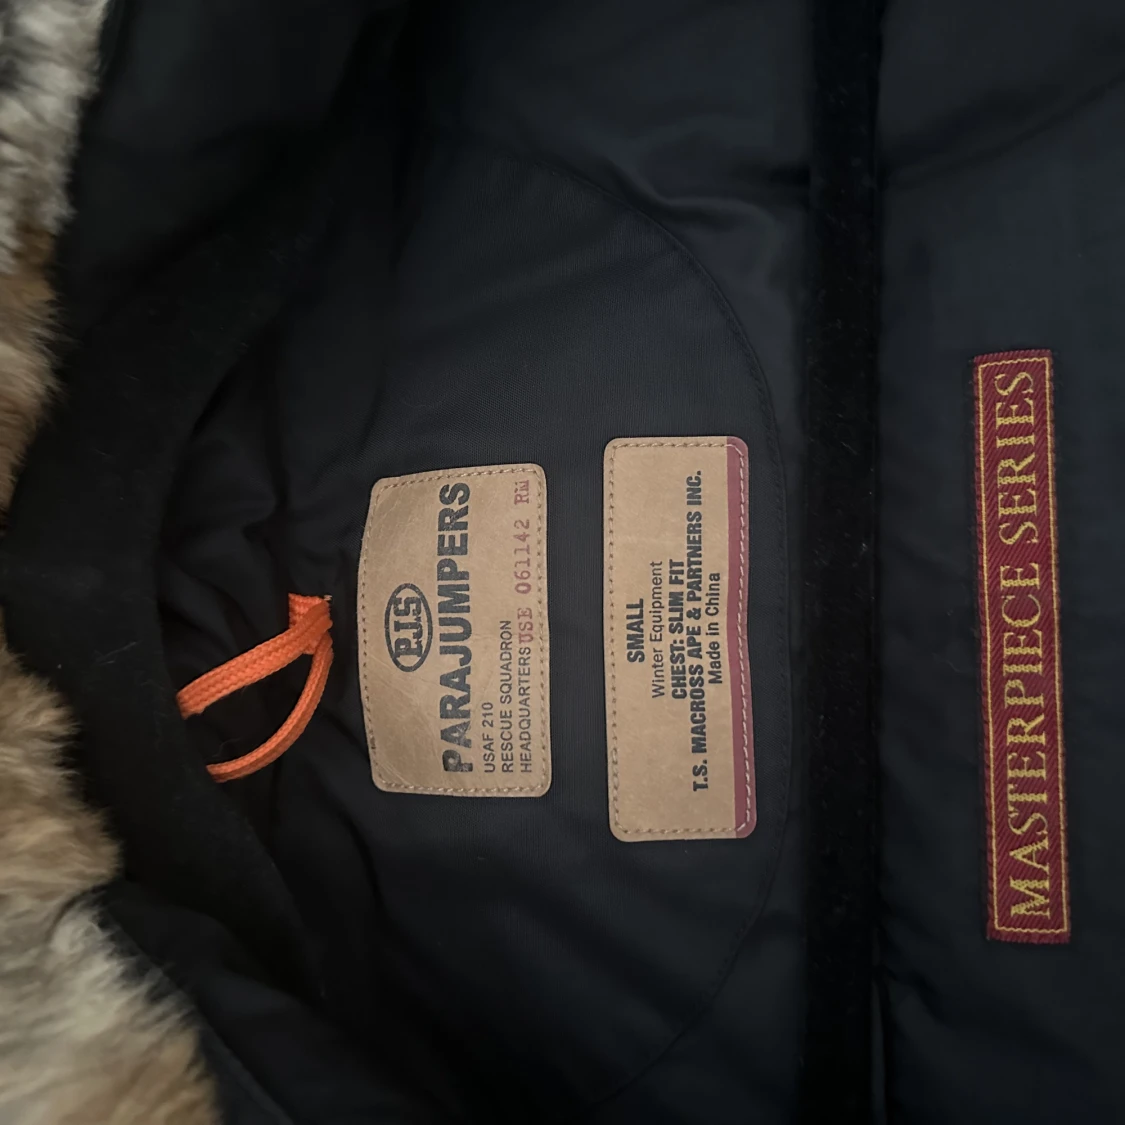 PJS
PARAJUMPERS
USAF 210
RESCUE SQUADRON
HEADQUARTERS USE 061142 RM
SMALL
Winter Equipment
CHEST: SLIM FIT
T.S. MACROSS APE & PARTNERS INC.
Made in China
MASTERPIECE SERIES